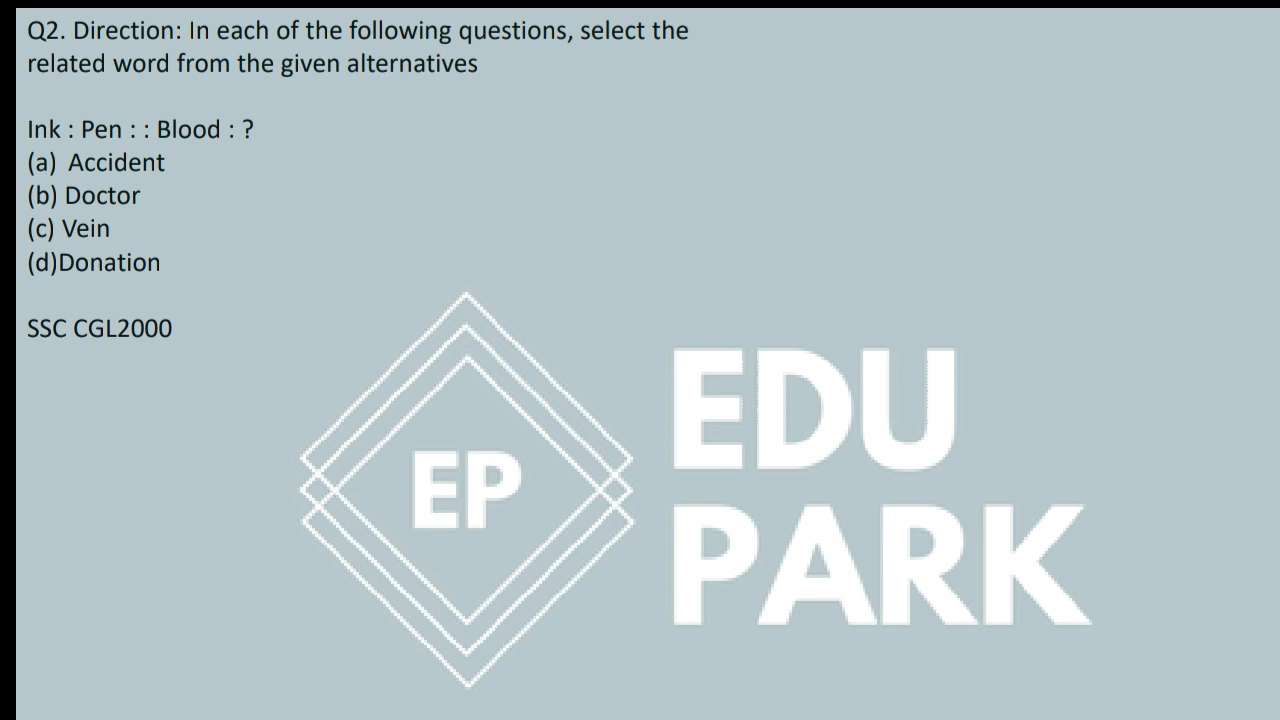 Q2. Direction: In each of the following questions, select the
related word from the given alternatives
Ink : Pen : : Blood : ?
(a) Accident
(b) Doctor
(c) Vein
(d)Donation
SSC CGL2000
EP
EDU
PARK